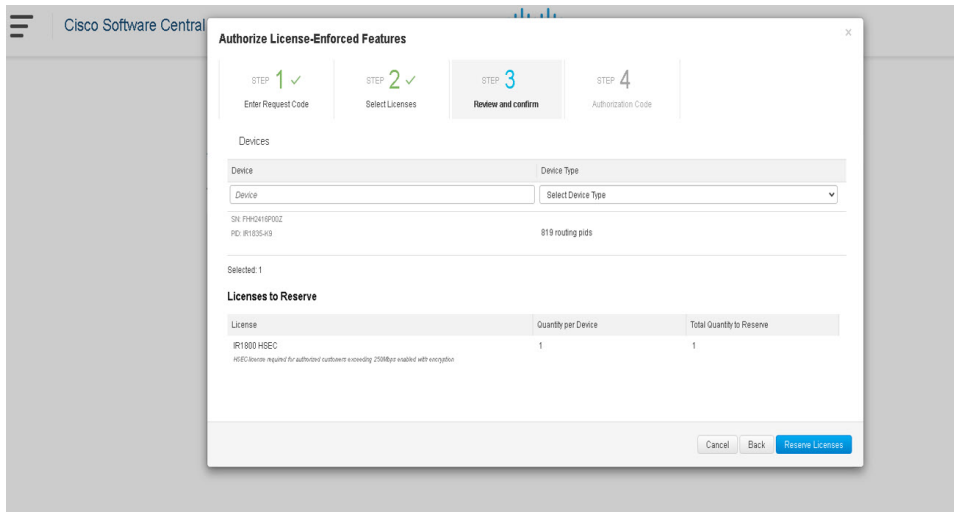 Cisco Software Central
Authorize License-Enforced Features
x
STEP 1 ✓
Enter Request Code
STEP 2 ✓
Select Licenses
STEP 3
Review and confirm
STEP 4
Authorization Code
Devices
Device Device Type
Device Select Device Type
SN: FHH2416P00Z
PID: IR1835-K9
819 routing pids
Selected: 1
Licenses to Reserve
License Quantity per Device Total Quantity to Reserve
IR1800 HSEC 1 1
HSEC license required for authorized customers exceeding 250Mbps enabled with encryption
Cancel Back Reserve Licenses